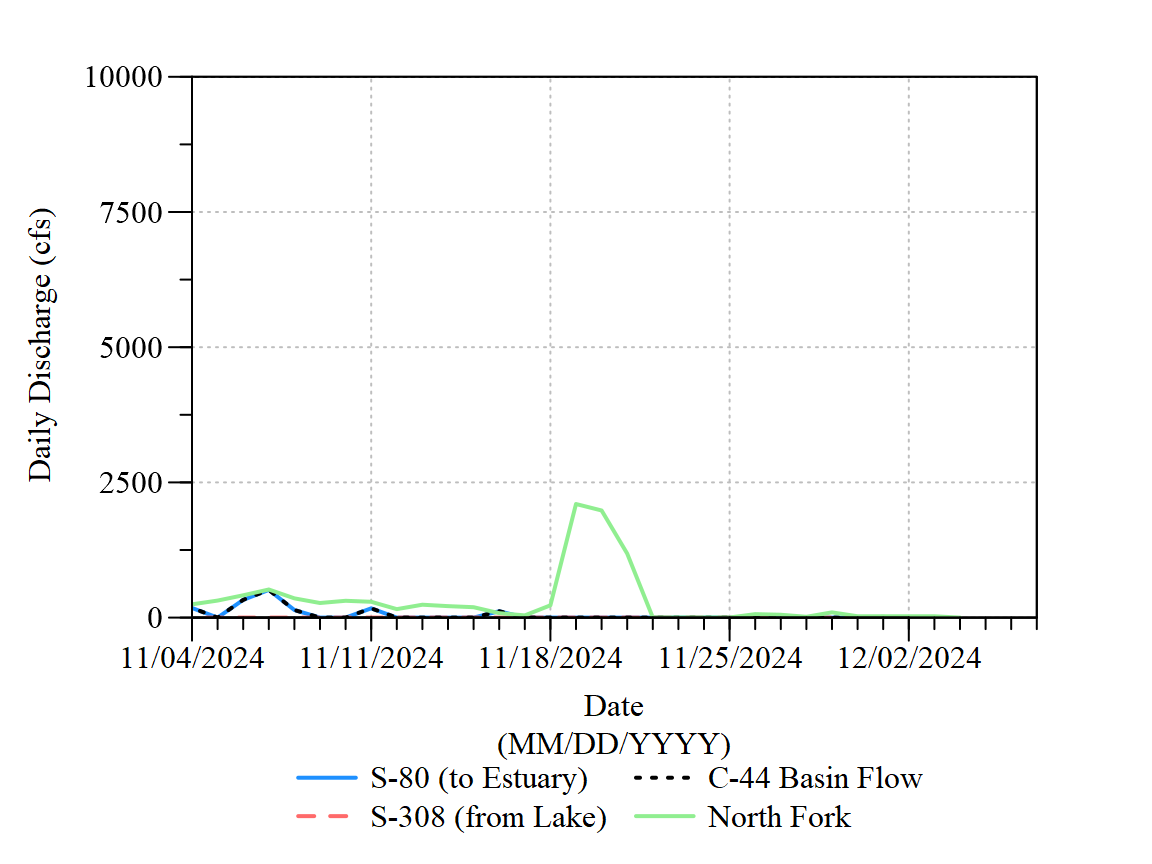 10000
7500
5000
2500
0
Daily Discharge (cfs)
11/04/2024 11/11/2024 11/18/2024 11/25/2024 12/02/2024
Date
(MM/DD/YYYY)
S-80 (to Estuary) C-44 Basin Flow
S-308 (from Lake) North Fork